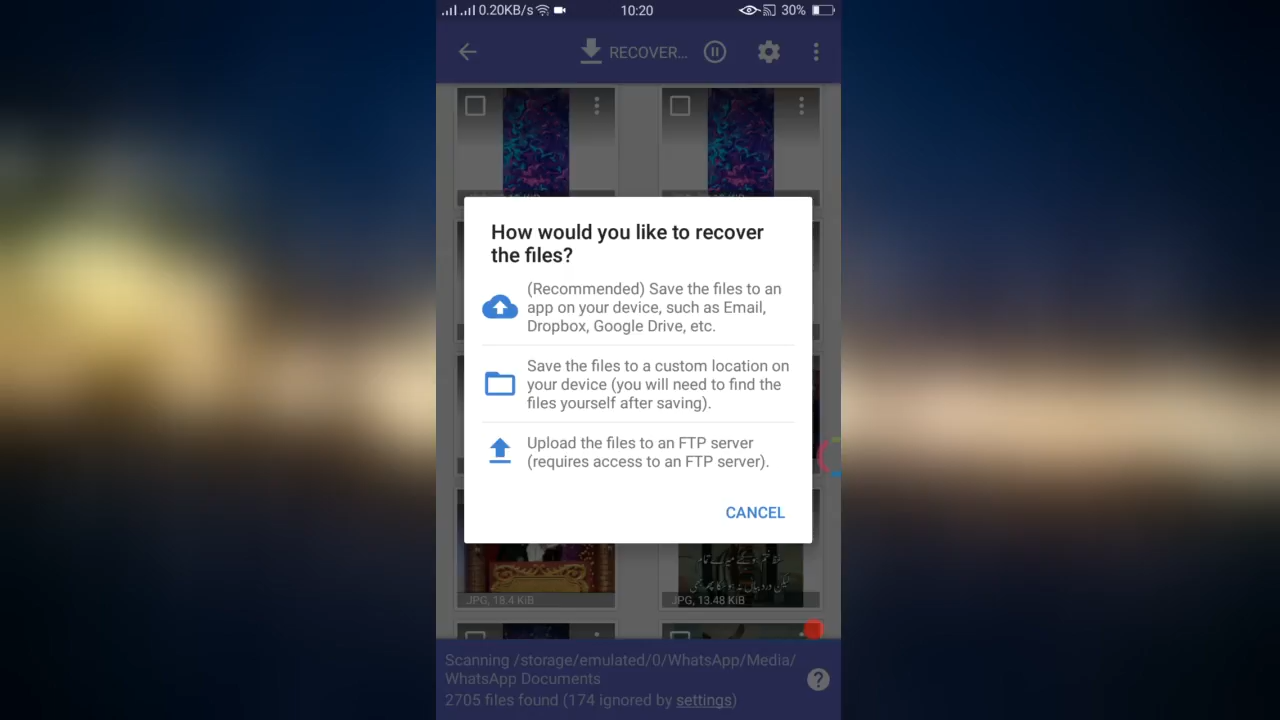 0.20KB/s 10:20 30%
RECOVER...
How would you like to recover
the files?
(Recommended) Save the files to an
app on your device, such as Email,
Dropbox, Google Drive, etc.
Save the files to a custom location on
your device (you will need to find the
files yourself after saving).
Upload the files to an FTP server
(requires access to an FTP server).
CANCEL
JPG, 18.4 KiB
JPG, 13.48 KiB
Scanning /storage/emulated/0/WhatsApp/Media/
WhatsApp Documents
2705 files found (174 ignored by settings)